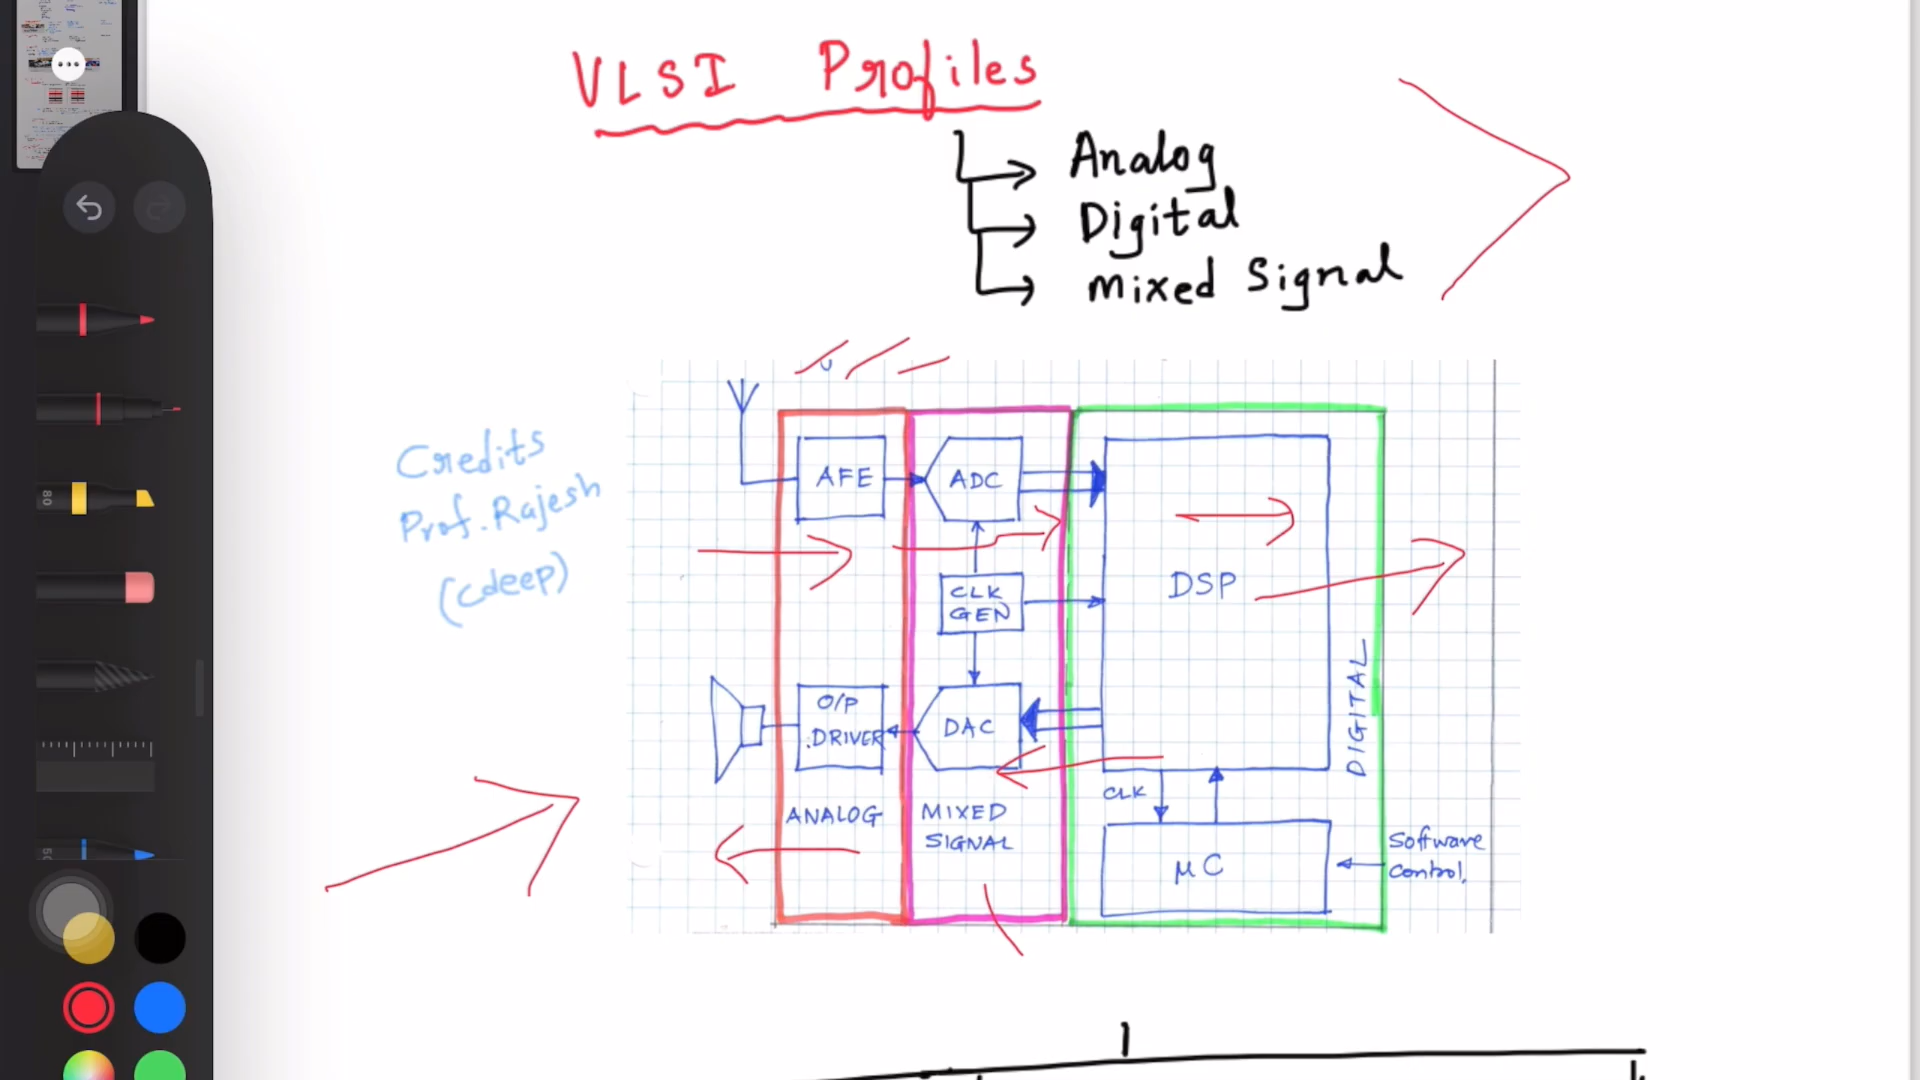 VLSI Profiles
Analog
Digital
Mixed Signal
Credits
Prof. Rajesh
(Cdeep)
AFE
ADC
CLK
GEN
DSP
DIGITAL
O/P
.DRIVER
DAC
ANALOG
MIXED
SIGNAL
CLK
μC
Software
Control.
80